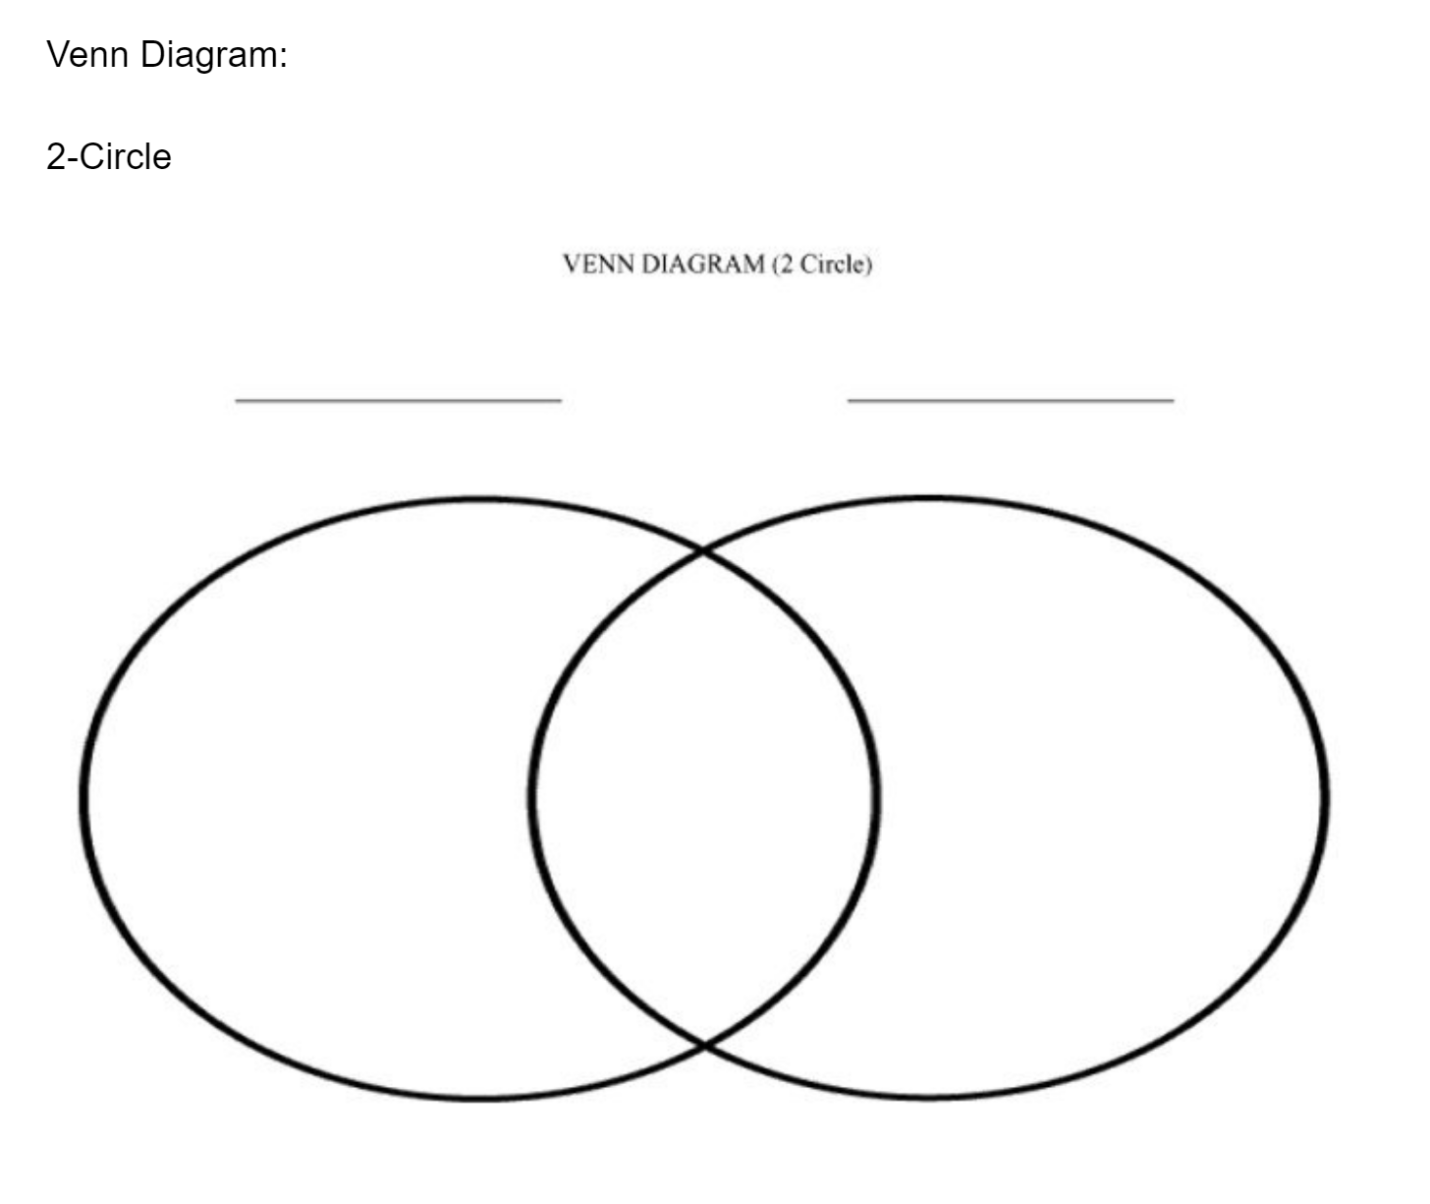 Venn Diagram:
2-Circle
VENN DIAGRAM (2 Circle)